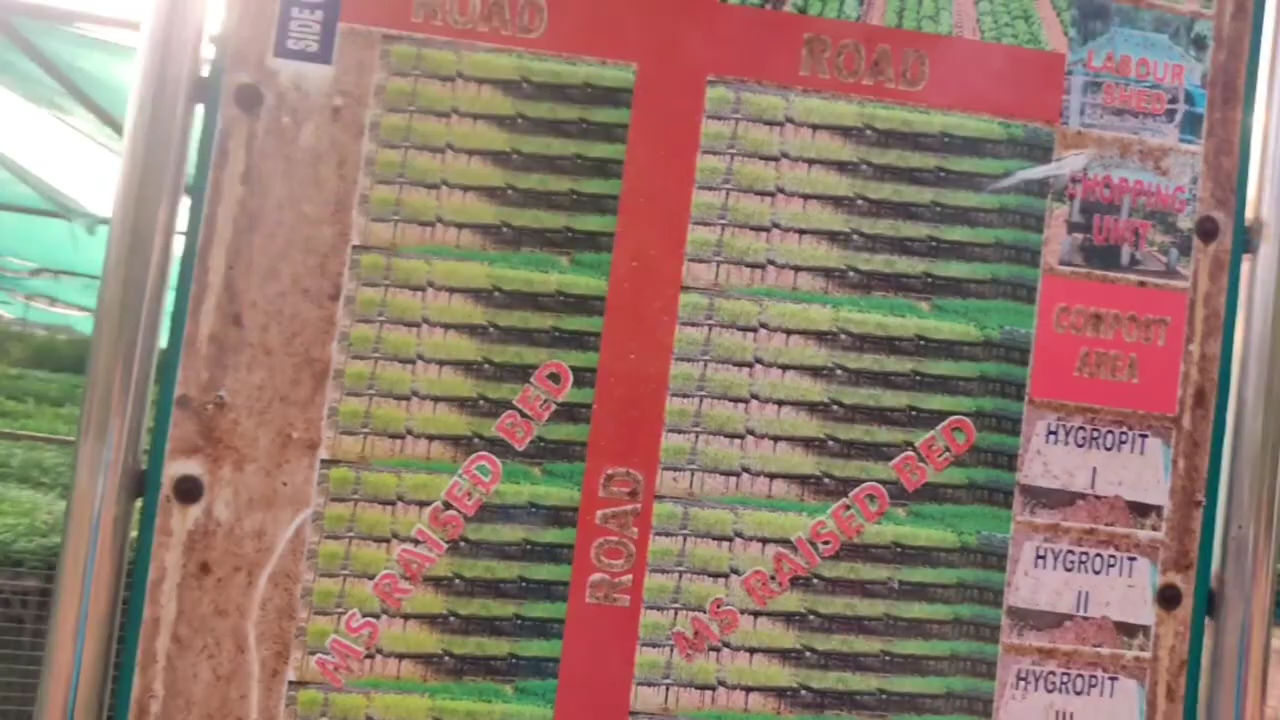 SIDE
ROAD
ROAD
LABOUR
SHED
UNIT
COMPOST
AREA
HYGROPIT
I
HYGROPIT
II
HYGROPIT
III
MS RAISED BED
ROAD
MS RAISED BED